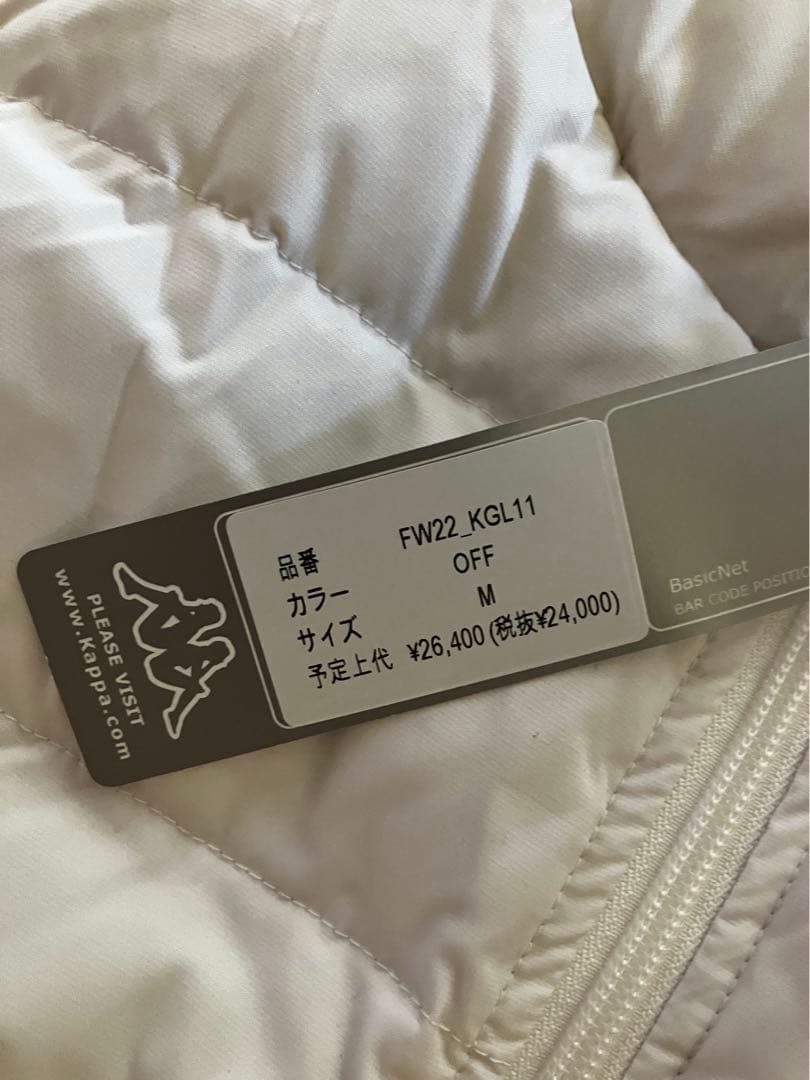 品番 FW22_KGL11
カラー OFF
サイズ M
予定上代 ¥26,400(税抜¥24,000)
PLEASE VISIT
www.Kappa.com
BasicNet
BAR CODE POSITIO